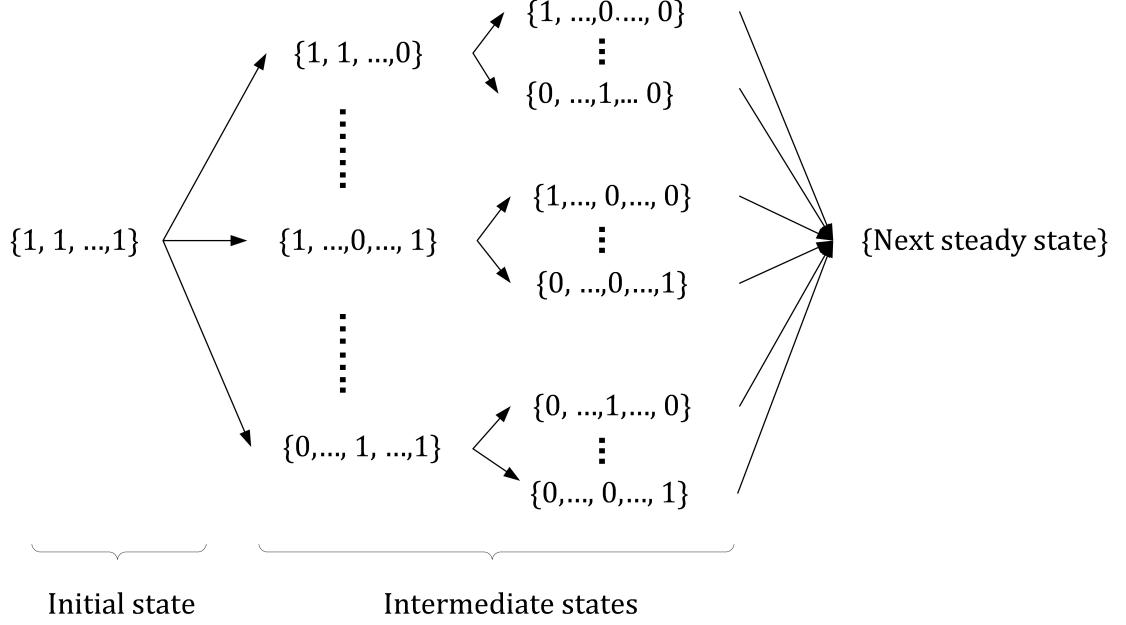 {1, ...,0...., 0}
{1, 1, ...,0}
{0, ...,1,... 0}
{1,..., 0,..., 0}
{1, 1, ...,1}
{1, ...,0,..., 1}
{Next steady state}
{0, ...,0,...,1}
{0, ...,1,..., 0}
{0,..., 1, ...,1}
{0,..., 0,..., 1}
Initial state
Intermediate states